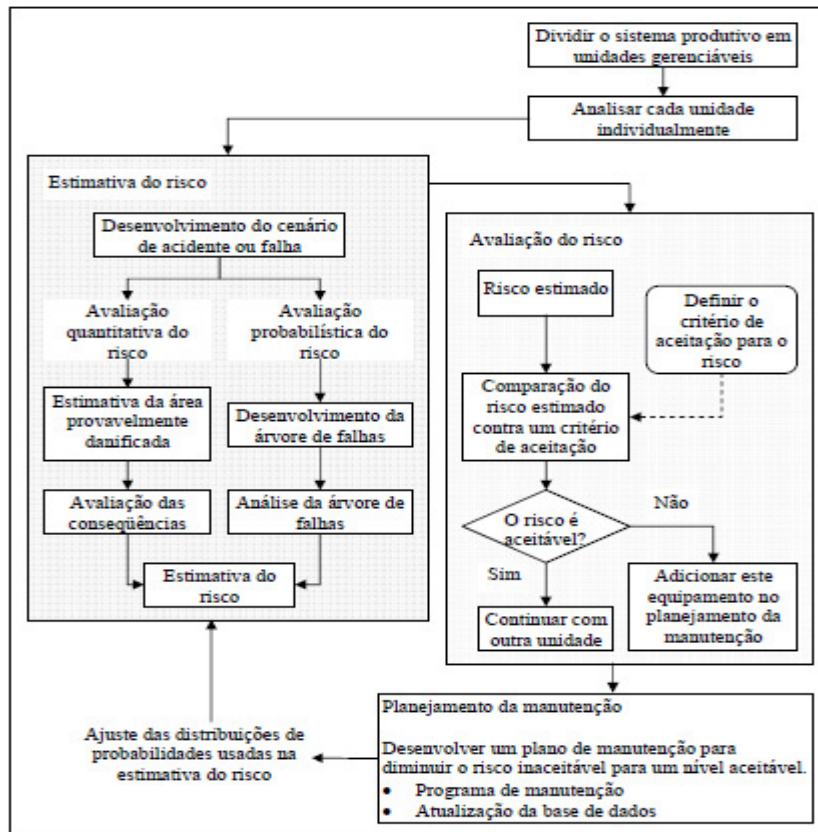 Dividir o sistema produtivo em
unidades gerenciáveis
Analisar cada unidade
individualmente
Estimativa do risco
Desenvolvimento do cenário
de acidente ou falha
Avaliação
quantitativa do
risco
Avaliação
probabilística do
risco
Estimativa da área
provavelmente
danificada
Desenvolvimento da
árvore de falhas
Avaliação das
conseqüências
Análise da árvore de
falhas
Estimativa do
risco
Avaliação do risco
Risco estimado
Definir o
critério de
aceitação para o
risco
Comparação do
risco estimado
contra um critério
de aceitação
O risco é
aceitável?
Não
Sim
Continuar com
outra unidade
Adicionar este
equipamento no
planejamento da
manutenção
Planejamento da manutenção
Desenvolver um plano de manutenção para
diminuir o risco inaceitável para um nível aceitável.
• Programa de manutenção
• Atualização da base de dados
Ajuste das distribuições de
probabilidades usadas na
estimativa do risco